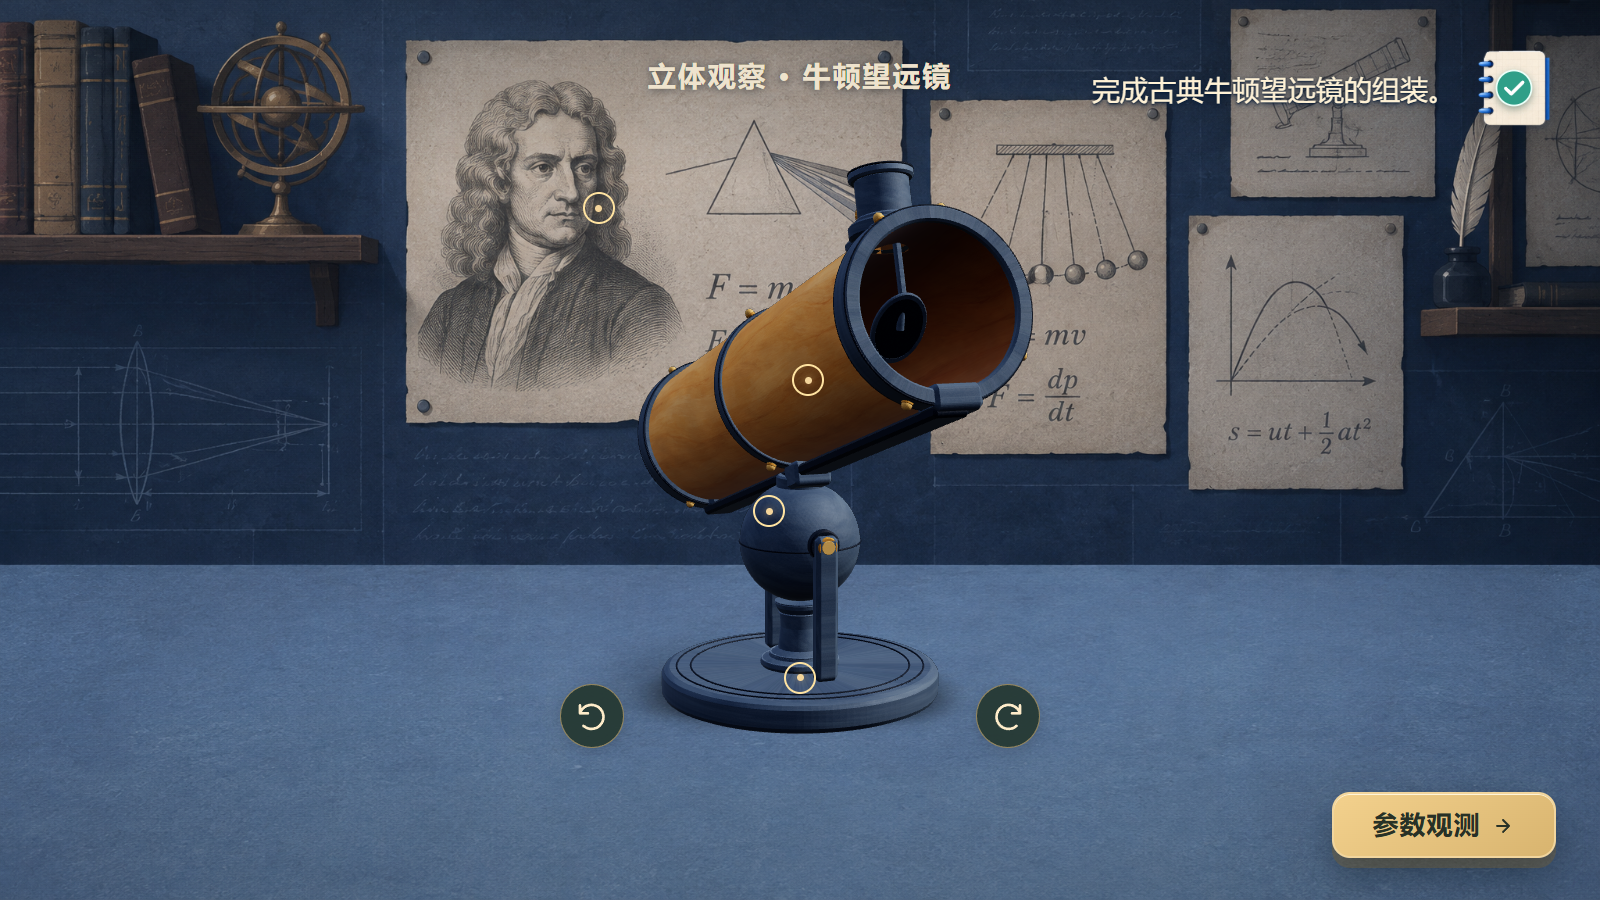 立体观察 • 牛顿望远镜
完成古典牛顿望远镜的组装。
F = m
F
= mv
F = dp/dt
s = ut + 1/2 at²
参数观测 →